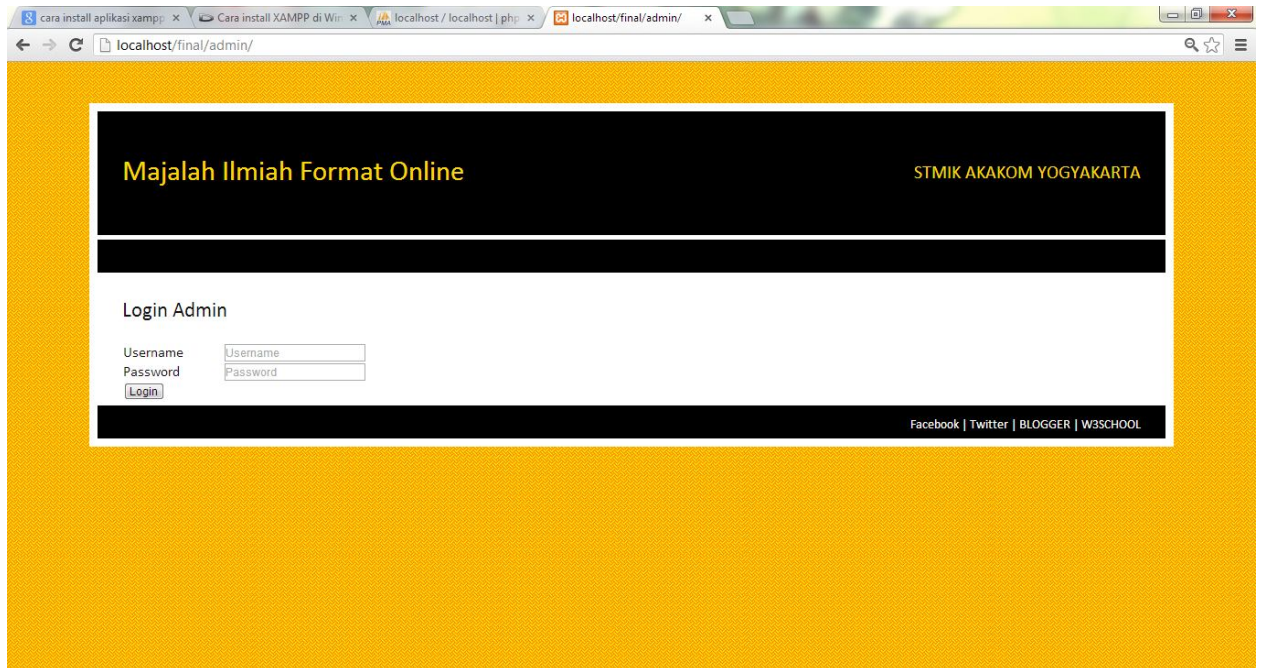 cara install aplikasi xampp
Cara install XAMPP di Win
localhost / localhost | php
localhost/final/admin/
localhost/final/admin/
Majalah Ilmiah Format Online
STMIK AKAKOM YOGYAKARTA
Login Admin
Username Username
Password Password
Login
Facebook | Twitter | BLOGGER | W3SCHOOL